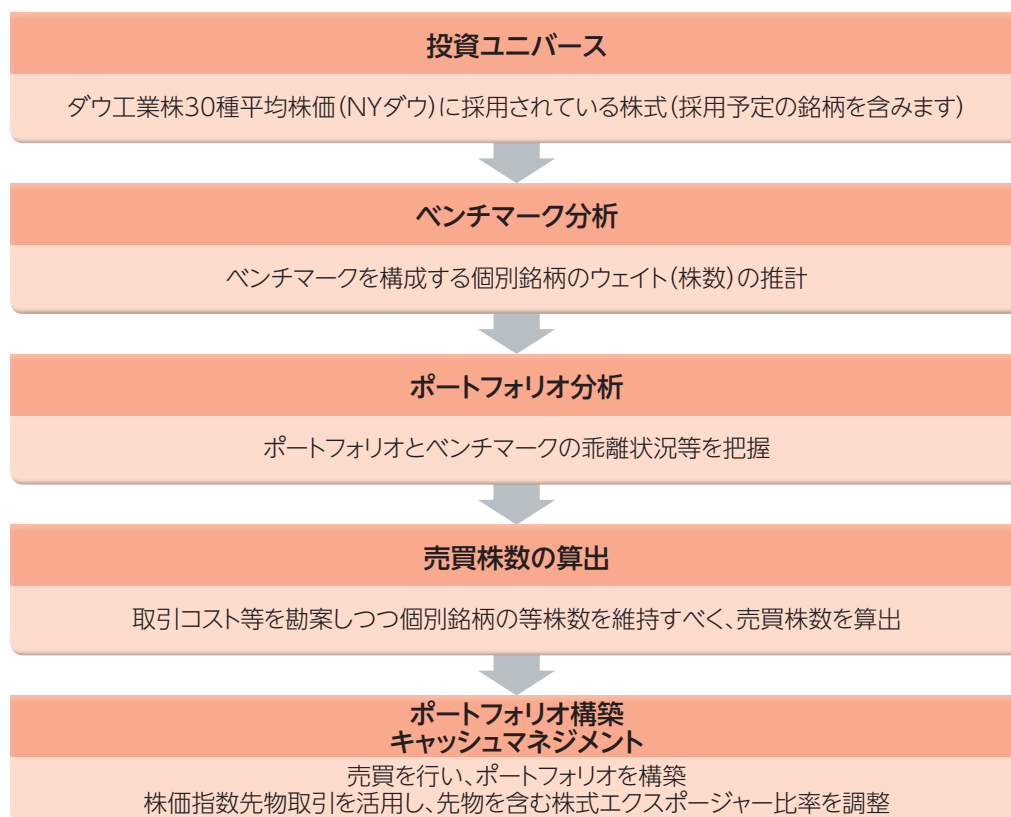 投資ユニバース
ダウ工業株30種平均株価(NYダウ)に採用されている株式(採用予定の銘柄を含みます)
ベンチマーク分析
ベンチマークを構成する個別銘柄のウェイト(株数)の推計
ポートフォリオ分析
ポートフォリオとベンチマークの乖離状況等を把握
売買株数の算出
取引コスト等を勘案しつつ個別銘柄の等株数を維持すべく、売買株数を算出
ポートフォリオ構築
キャッシュマネジメント
売買を行い、ポートフォリオを構築
株価指数先物取引を活用し、先物を含む株式エクスポージャー比率を調整